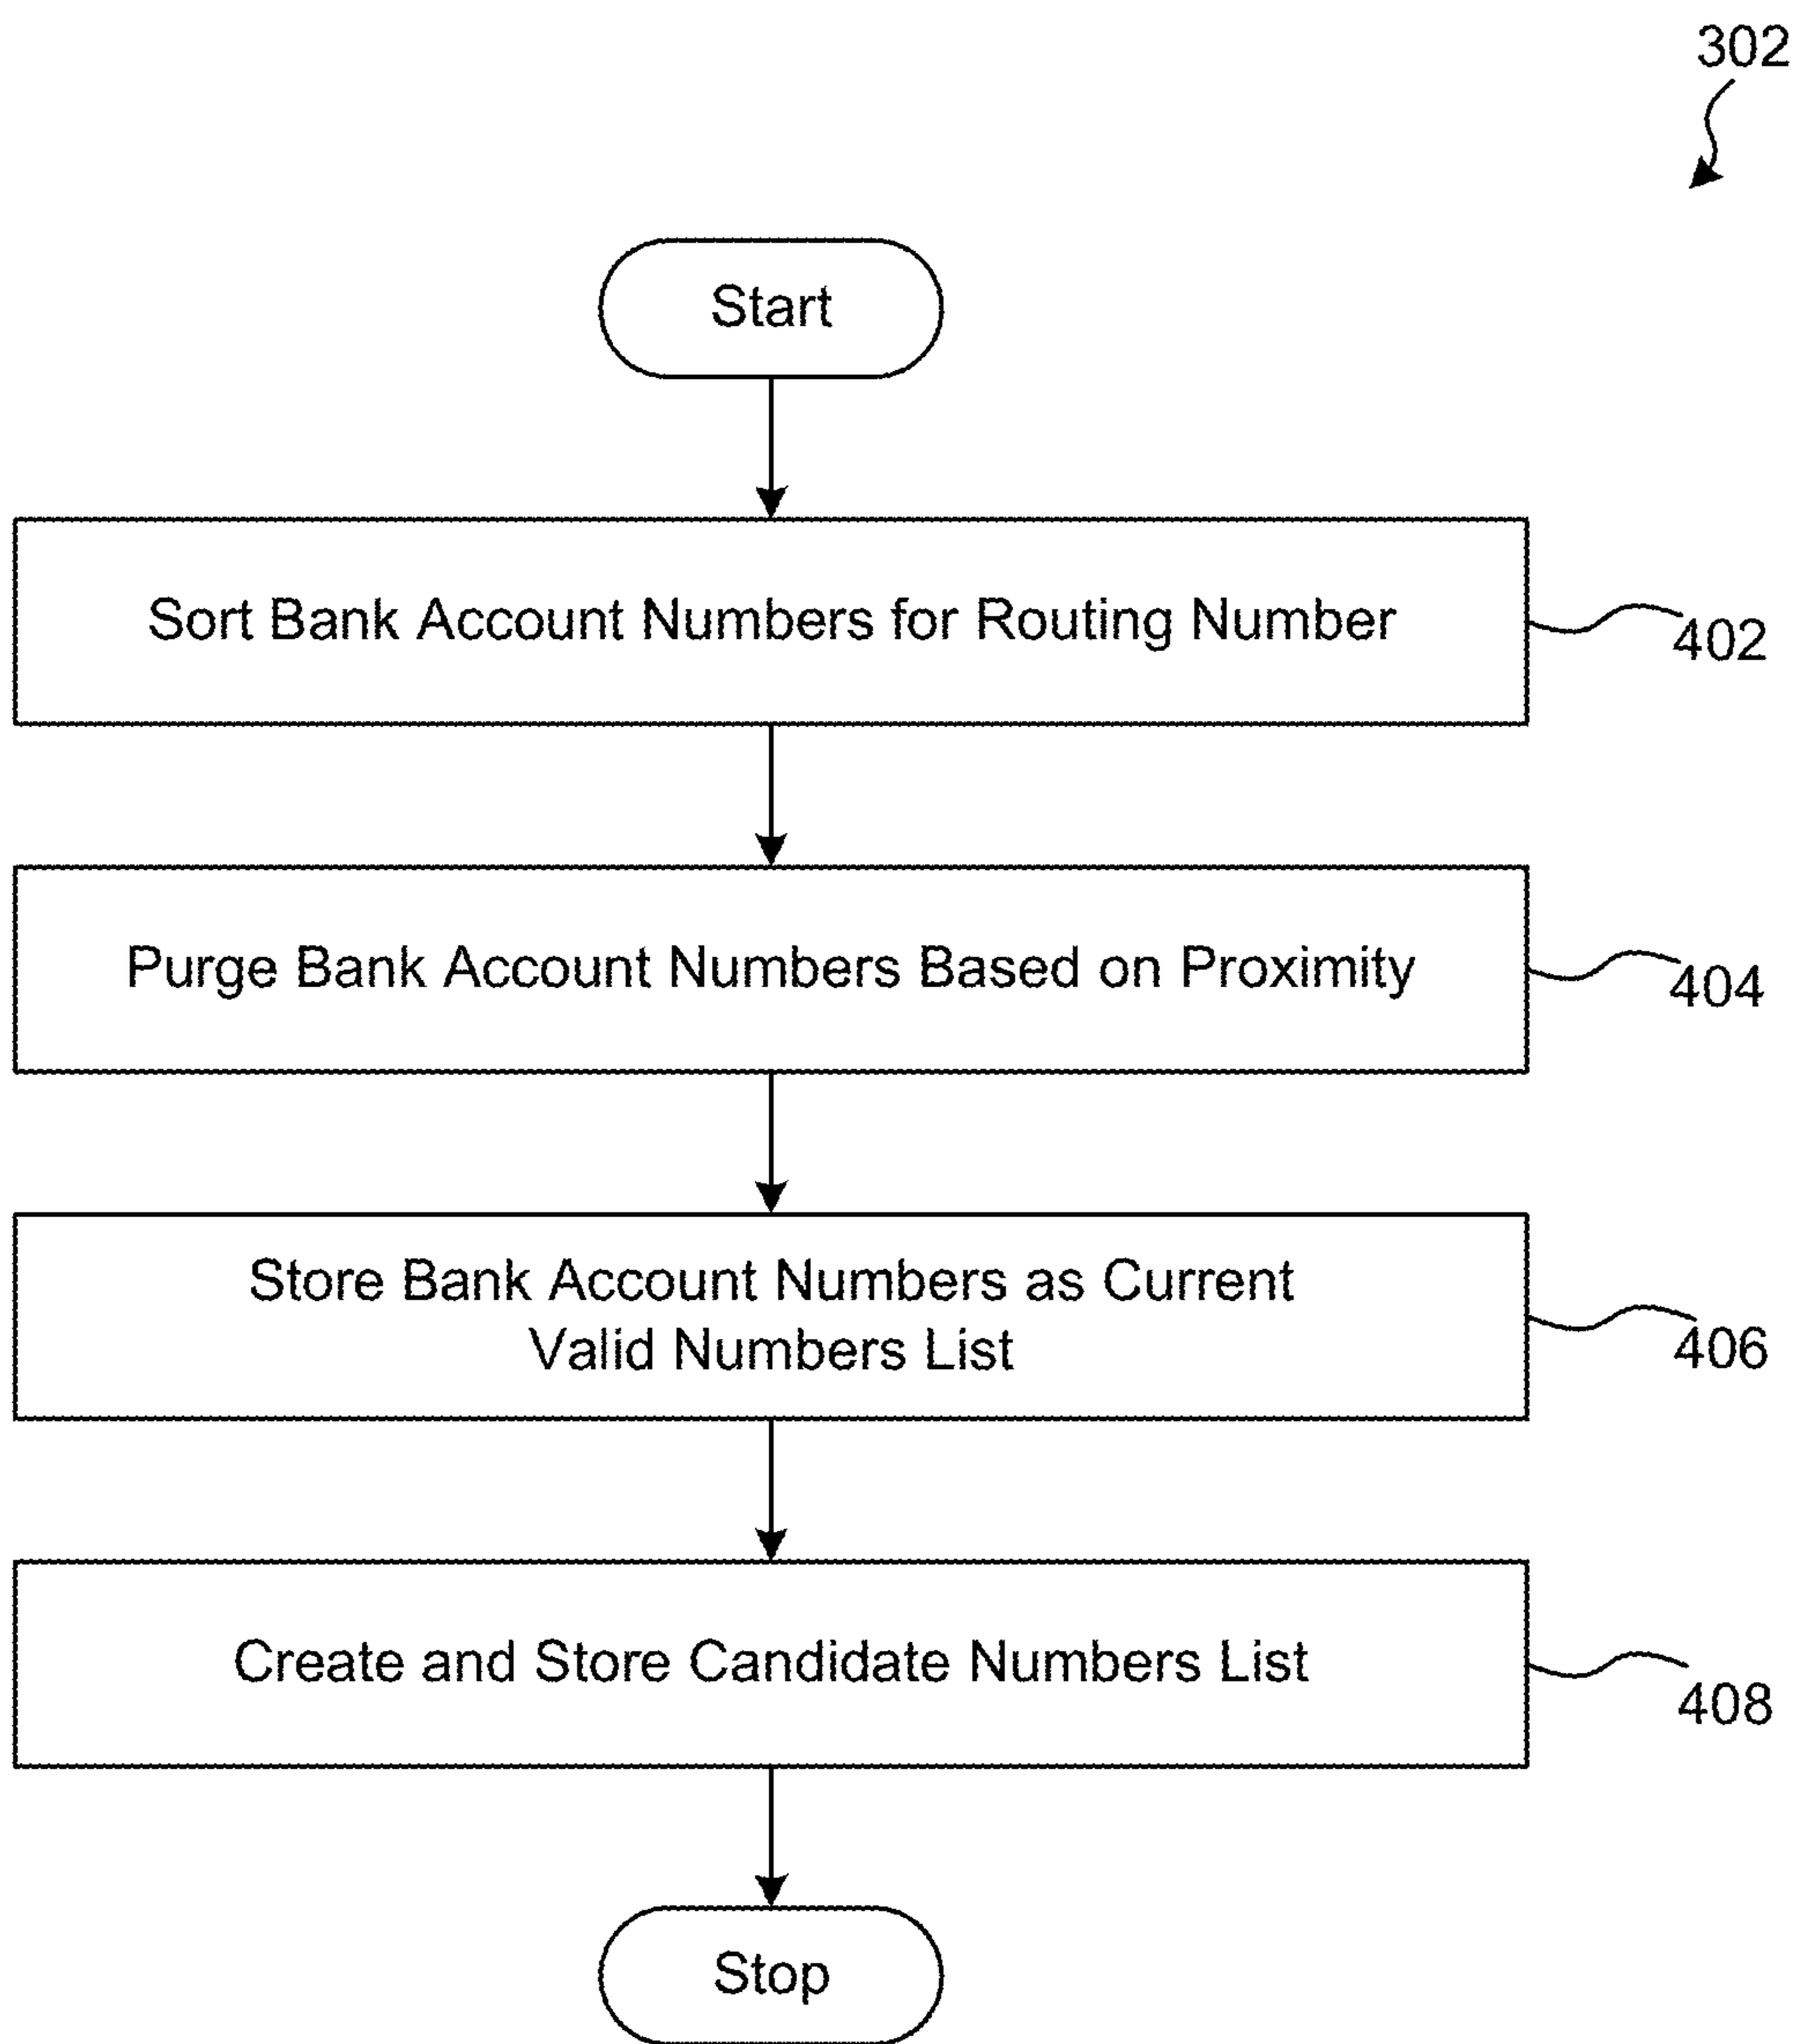 302
Start
Sort Bank Account Numbers for Routing Number
402
Purge Bank Account Numbers Based on Proximity
404
Store Bank Account Numbers as Current
Valid Numbers List
406
Create and Store Candidate Numbers List
408
Stop